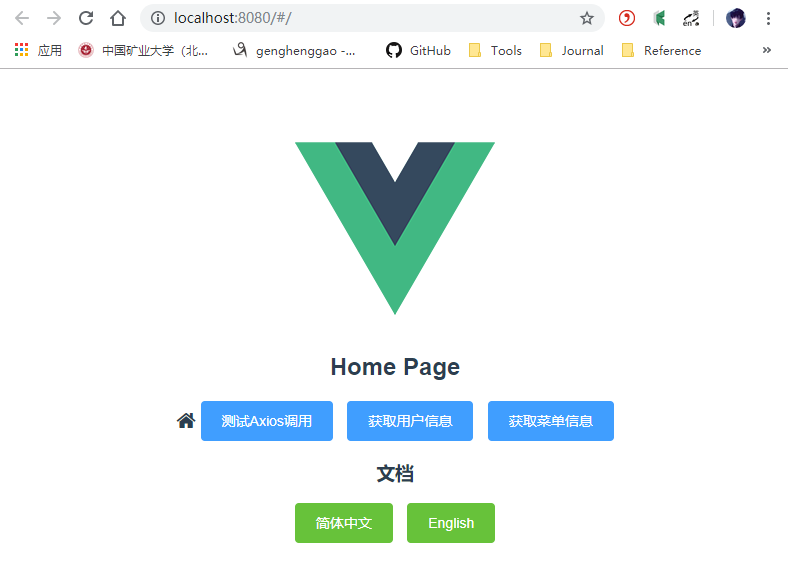 localhost:8080/#/
应用 中国矿业大学（北... genghenggao -... GitHub Tools Journal Reference »
Home Page
测试Axios调用 获取用户信息 获取菜单信息
文档
简体中文 English